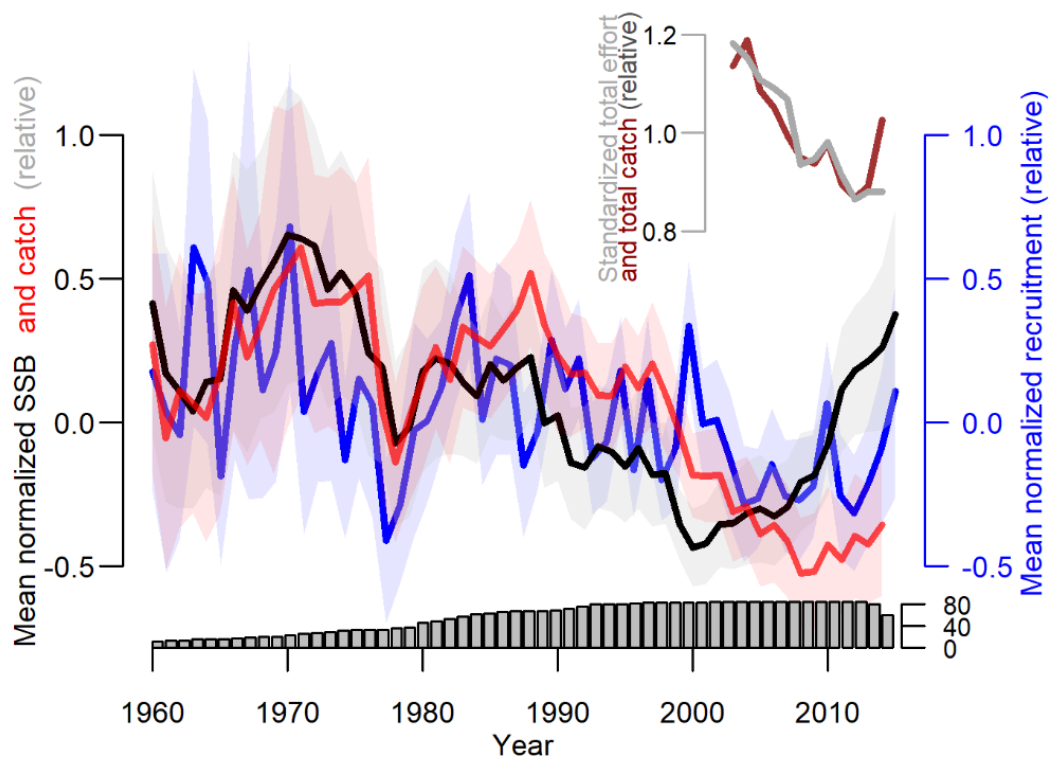 Mean normalized SSB
and catch (relative)
1.0
0.5
0.0
-0.5
Standardized total effort
and total catch (relative)
1.2
1.0
0.8
1.0
0.5
0.0
-0.5
Mean normalized recruitment (relative)
80
40
0
1960 1970 1980 1990 2000 2010
Year